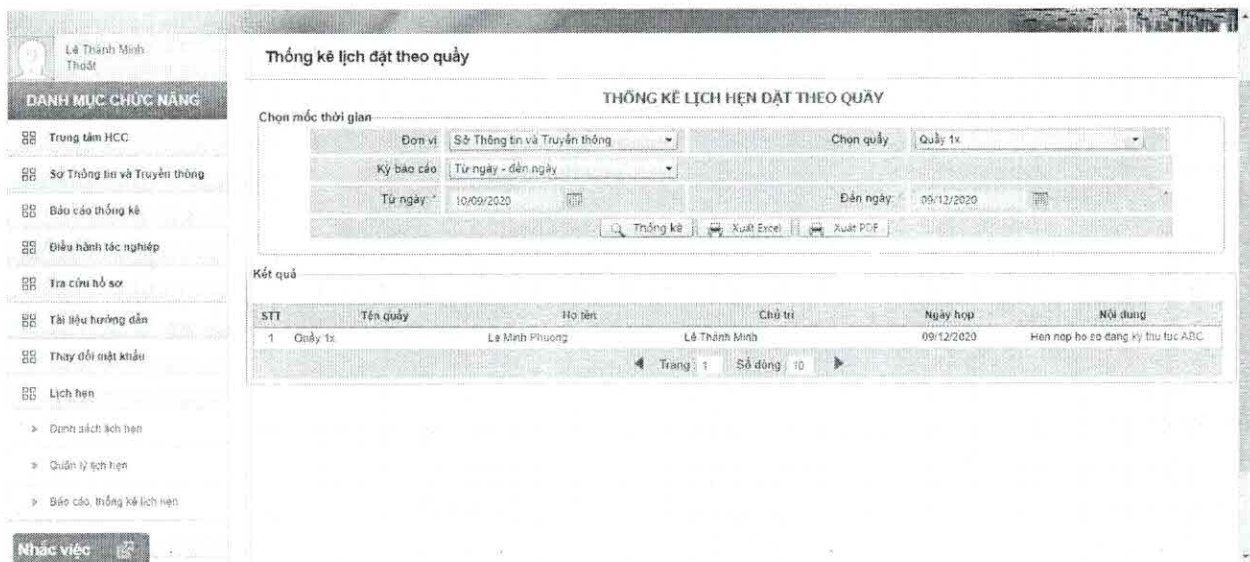 Lê Thành Minh
Thoát
DANH MỤC CHỨC NĂNG
Trung tâm HCC
Sở Thông tin và Truyền thông
Báo cáo thống kê
Điều hành tác nghiệp
Tra cứu hồ sơ
Tài liệu hướng dẫn
Thay đổi mật khẩu
Lịch hẹn
Danh sách lịch hẹn
Quản lý lịch hẹn
Báo cáo, thống kê lịch hẹn
Nhắc việc
Thống kê lịch đặt theo quầy
THỐNG KÊ LỊCH HẸN ĐẶT THEO QUẦY
Chọn mốc thời gian
Đơn vị Sở Thông tin và Truyền thông Chọn quầy Quầy 1x
Kỳ báo cáo Từ ngày - đến ngày
Từ ngày: * 10/09/2020 Đến ngày: * 09/12/2020
Thống kê Xuất Excel Xuất PDF
Kết quả
STT Tên quầy Họ tên Chủ trì Ngày họp Nội dung
1 Quầy 1x Le Minh Phuong Lê Thành Minh 09/12/2020 Hen nop ho so dang ky thu tuc ABC
Trang 1 Số dòng 10